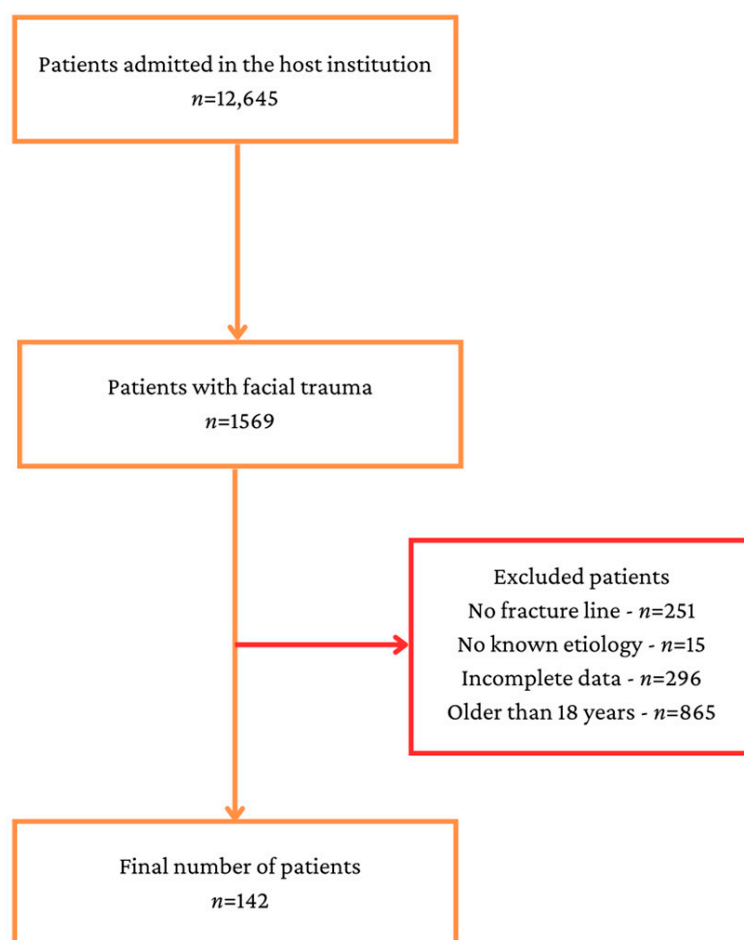 Patients admitted in the host institution
n=12,645
Patients with facial trauma
n=1569
Excluded patients
No fracture line - n=251
No known etiology - n=15
Incomplete data - n=296
Older than 18 years - n=865
Final number of patients
n=142